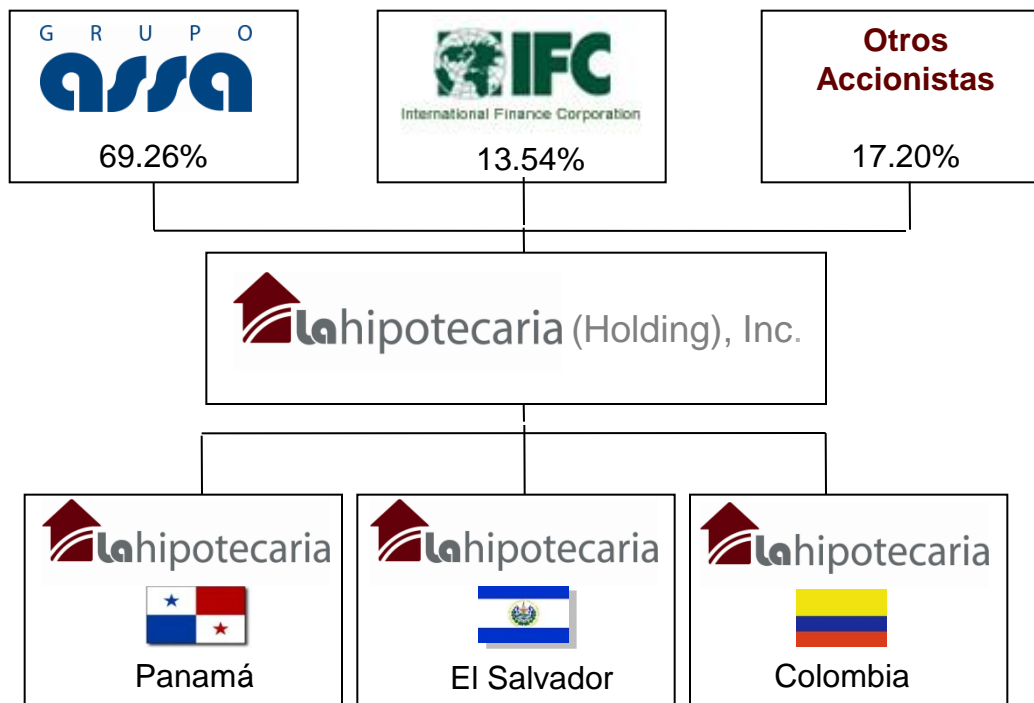 GRUPO
assa
69.26%
IFC
International Finance Corporation
13.54%
Otros
Accionistas
17.20%
Lahipotecaria (Holding), Inc.
Lahipotecaria
Panamá
Lahipotecaria
El Salvador
Lahipotecaria
Colombia